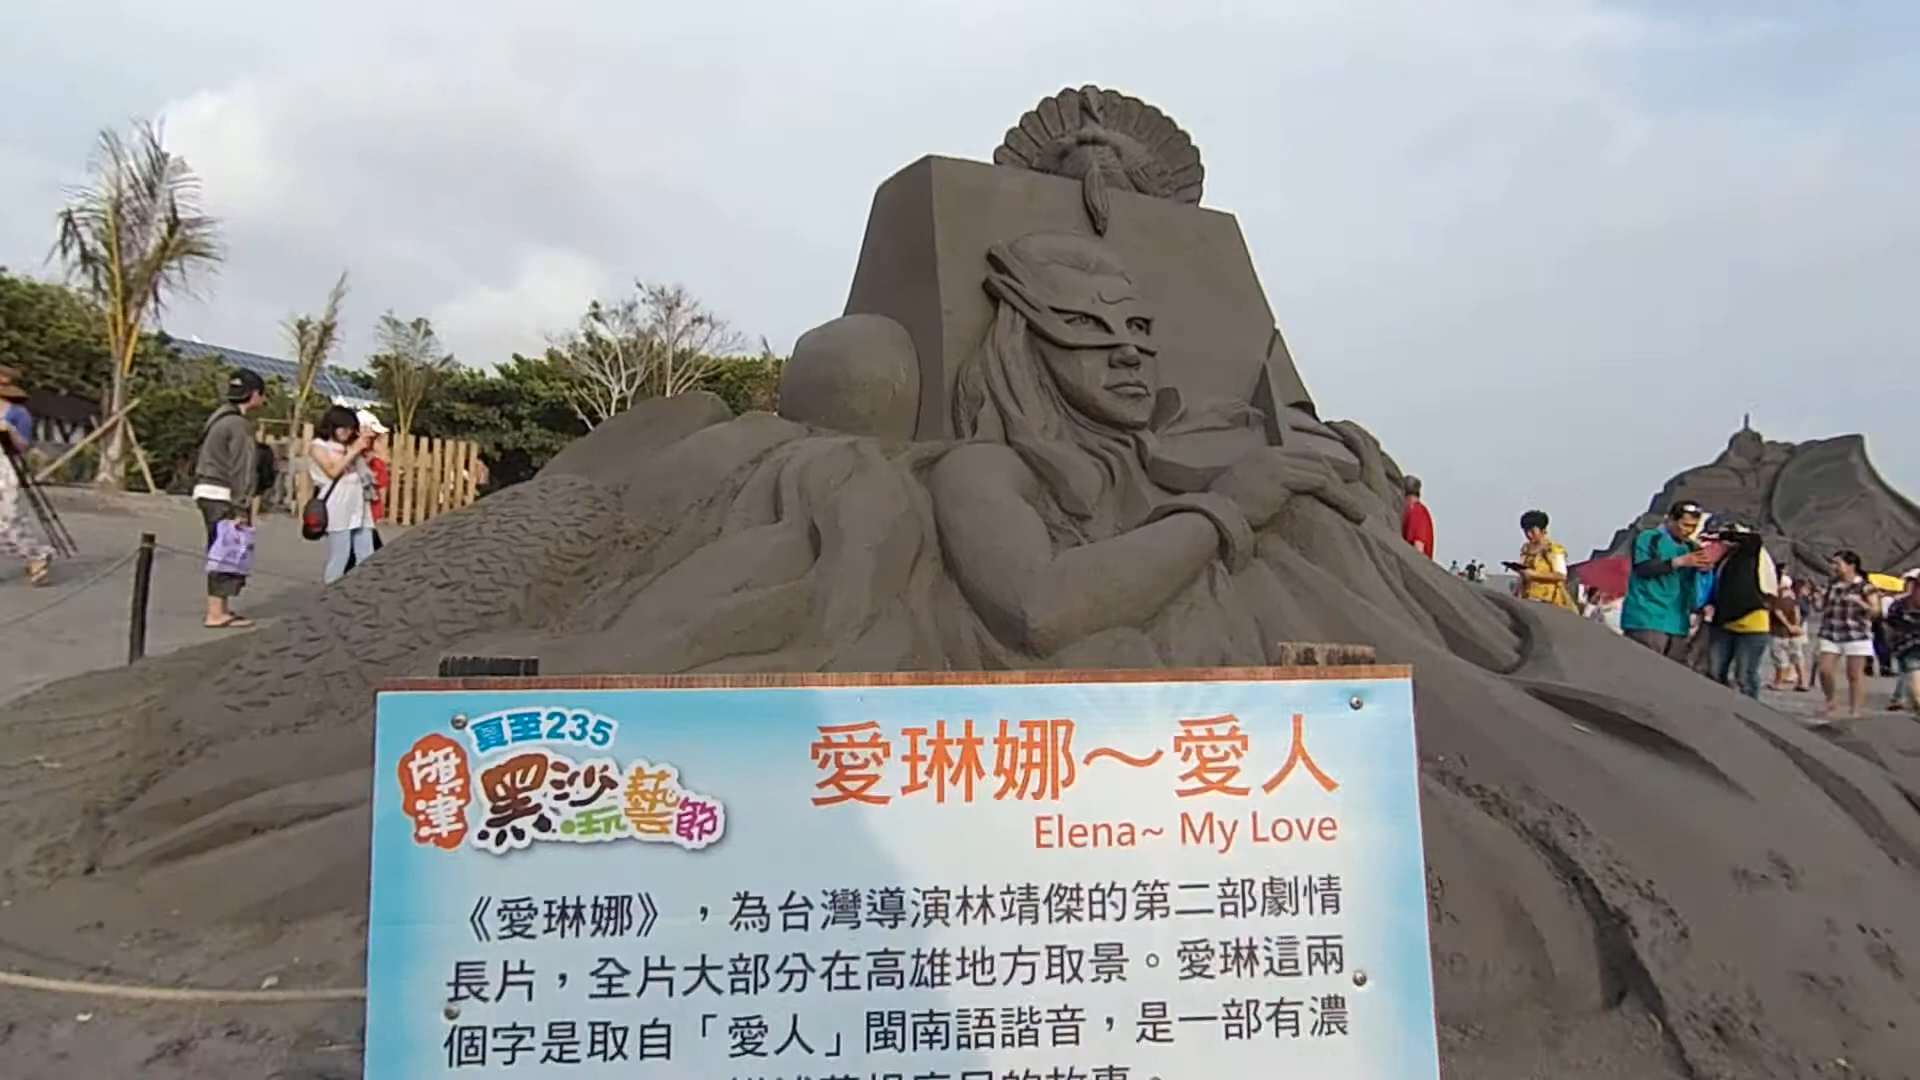 夏至235
旗津
黑沙玩藝節
愛琳娜～愛人
Elena~ My Love
《愛琳娜》，為台灣導演林靖傑的第二部劇情
長片，全片大部分在高雄地方取景。愛琳這兩
個字是取自「愛人」閩南語諧音，是一部有濃
的故事。